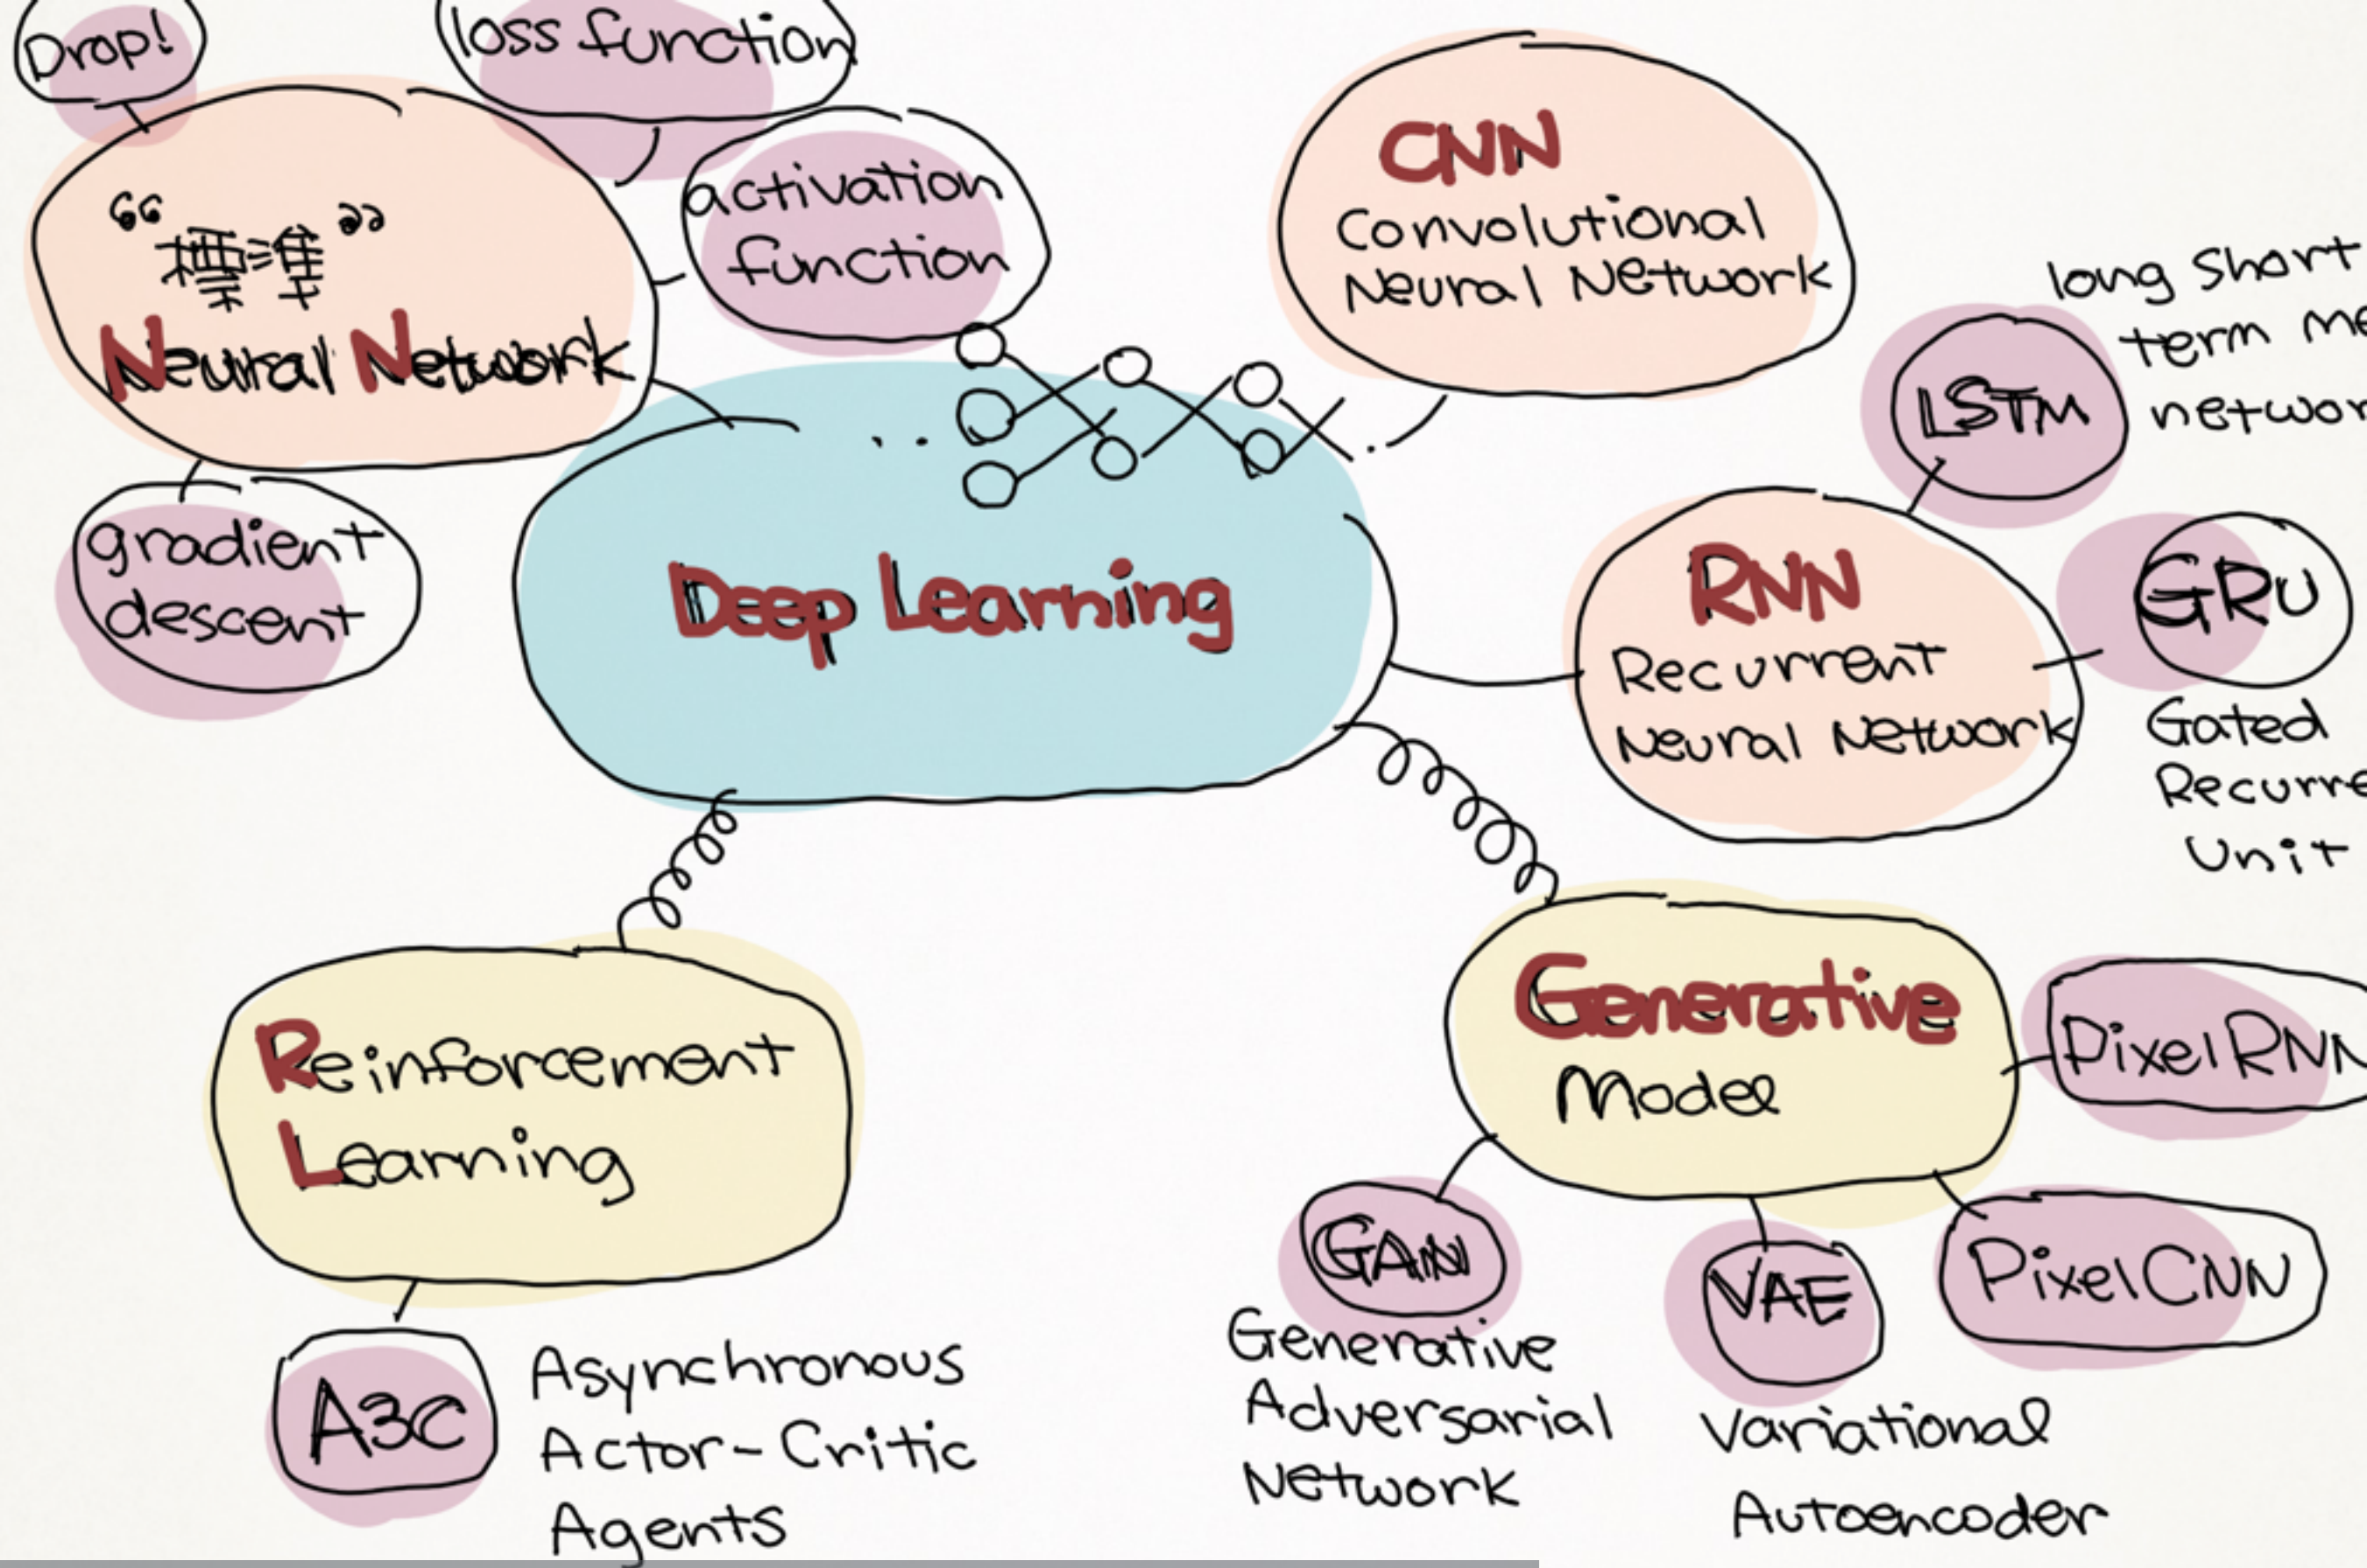 Drop!
loss function
activation
function
“標準”
Neural Network
gradient
descent
CNN
Convolutional
Neural Network
long short
term me
networ
LSTM
Deep Learning
RNN
Recurrent
Neural Network
GRU
Gated
Recurre
Unit
Reinforcement
Learning
A3C
Asynchronous
Actor-Critic
Agents
Generative
Model
PixelRNN
GAN
Generative
Adversarial
Network
VAE
Variational
Autoencoder
PixelCNN